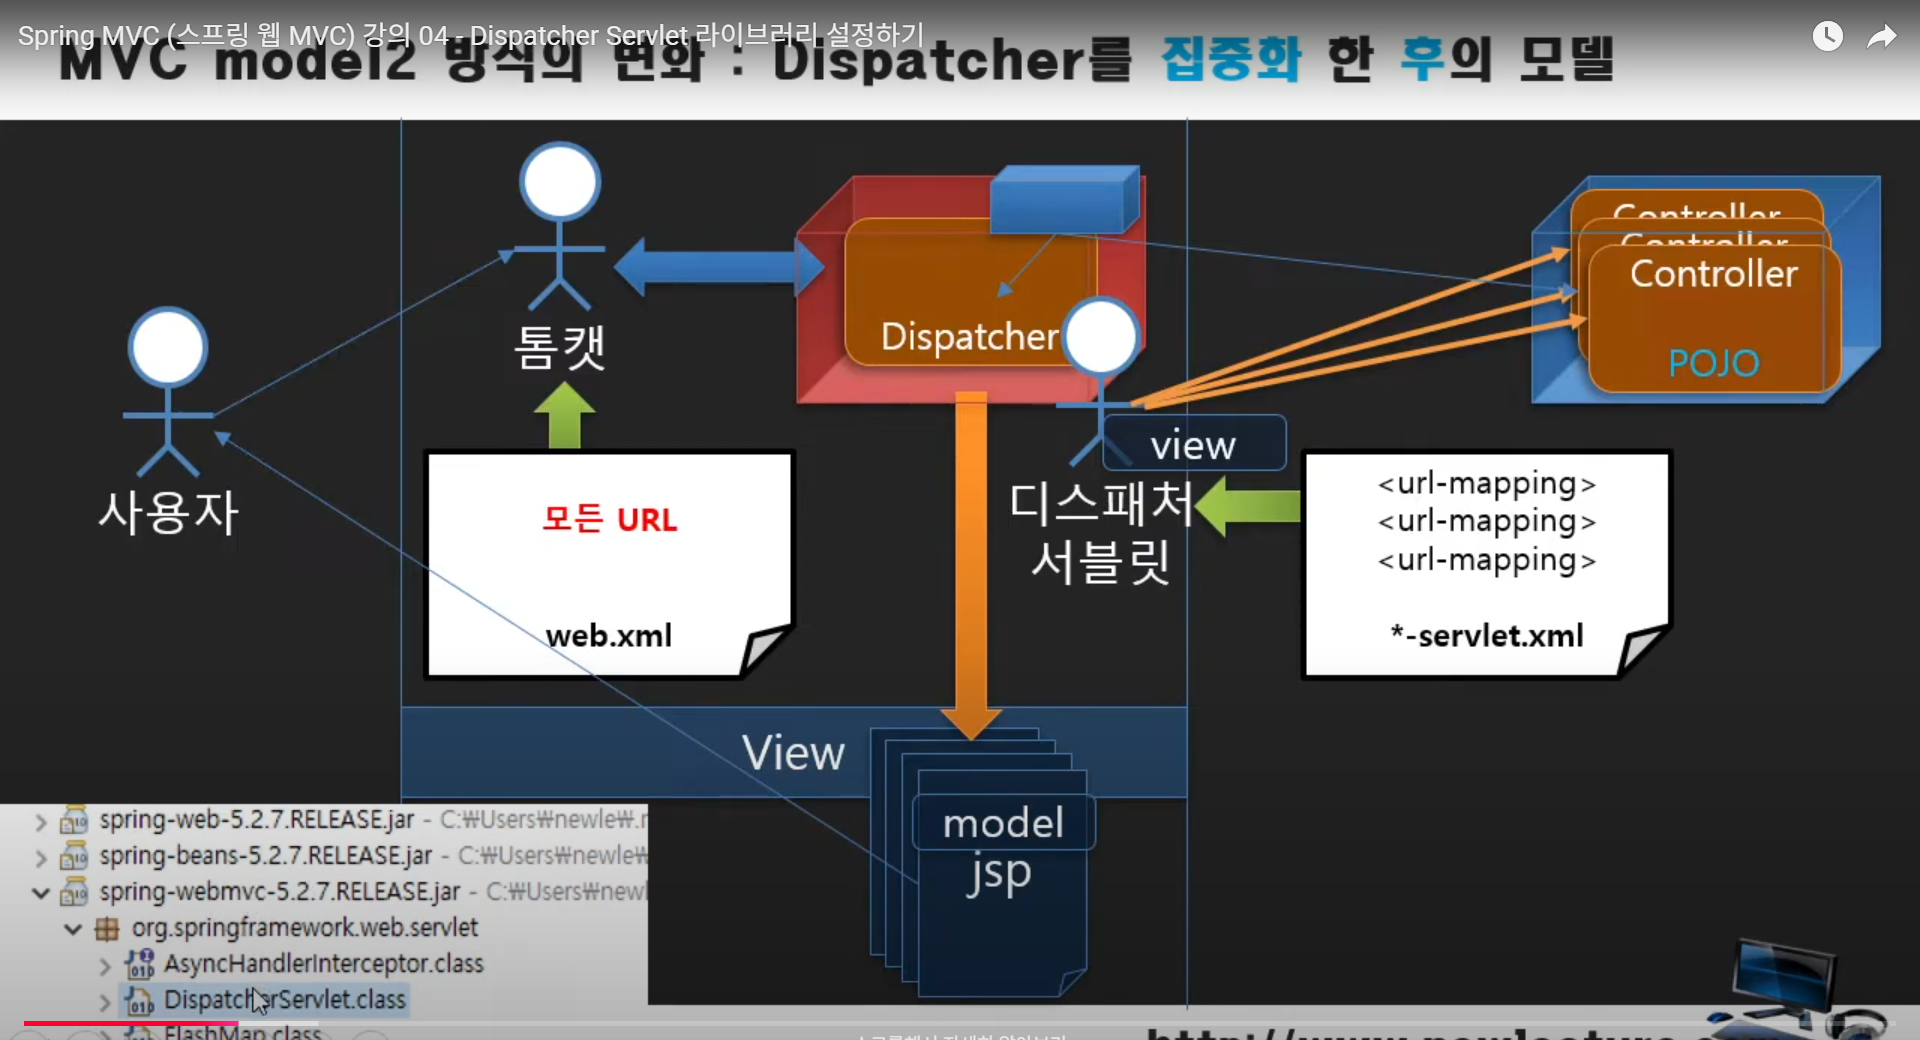 Spring MVC (스프링 웹 MVC) 강의 04 - Dispatcher Servlet 라이브러리 설정하기
MVC model2 방식의 변화 : Dispatcher를 집중화 한 후의 모델
Controller
Controller
Controller
POJO
Dispatcher
톰캣
사용자
view
디스패처
서블릿
모든 URL
web.xml
<url-mapping>
<url-mapping>
<url-mapping>
*-servlet.xml
View
model
jsp
spring-web-5.2.7.RELEASE.jar - C:₩Users₩newle₩.r
spring-beans-5.2.7.RELEASE.jar - C:₩Users₩newle₩
spring-webmvc-5.2.7.RELEASE.jar - C:₩Users₩newl
org.springframework.web.servlet
AsyncHandlerInterceptor.class
DispatcherServlet.class
FlashMap.class